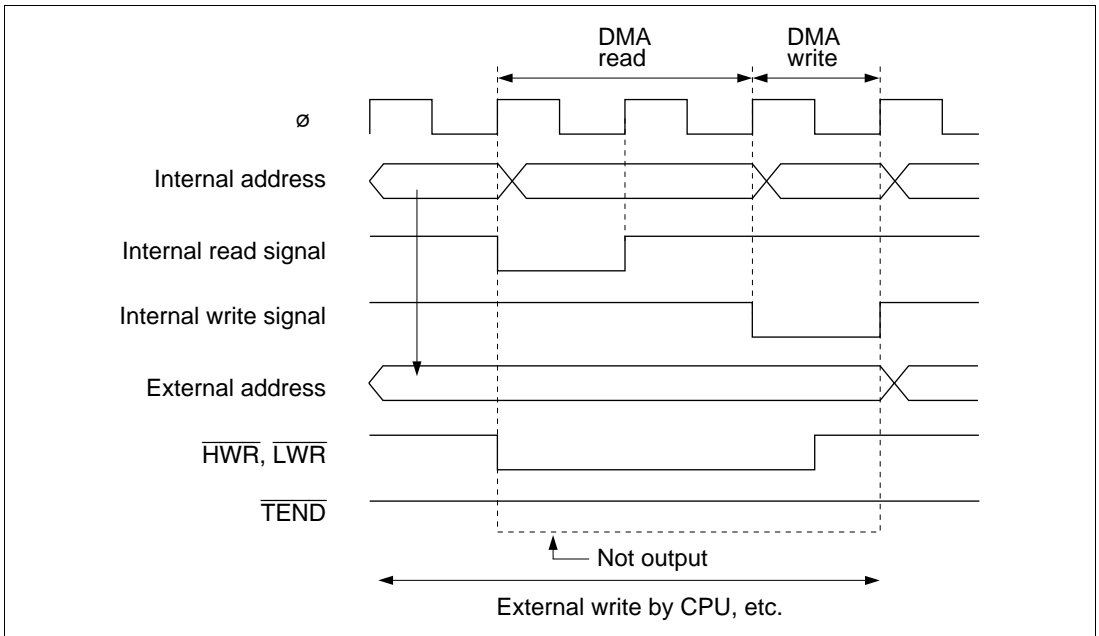 DMA read
DMA write
ø
Internal address
Internal read signal
Internal write signal
External address
HWR, LWR
TEND
Not output
External write by CPU, etc.